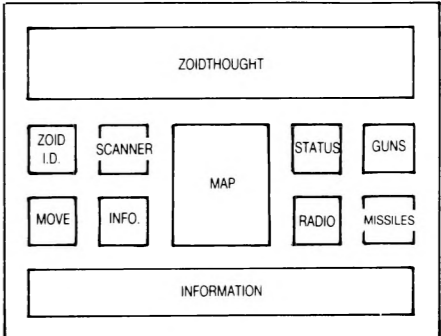 ZOIDTHOUGHT
ZOID
I.D.
SCANNER
MAP
STATUS
GUNS
MOVE
INFO.
RADIO
MISSILES
INFORMATION